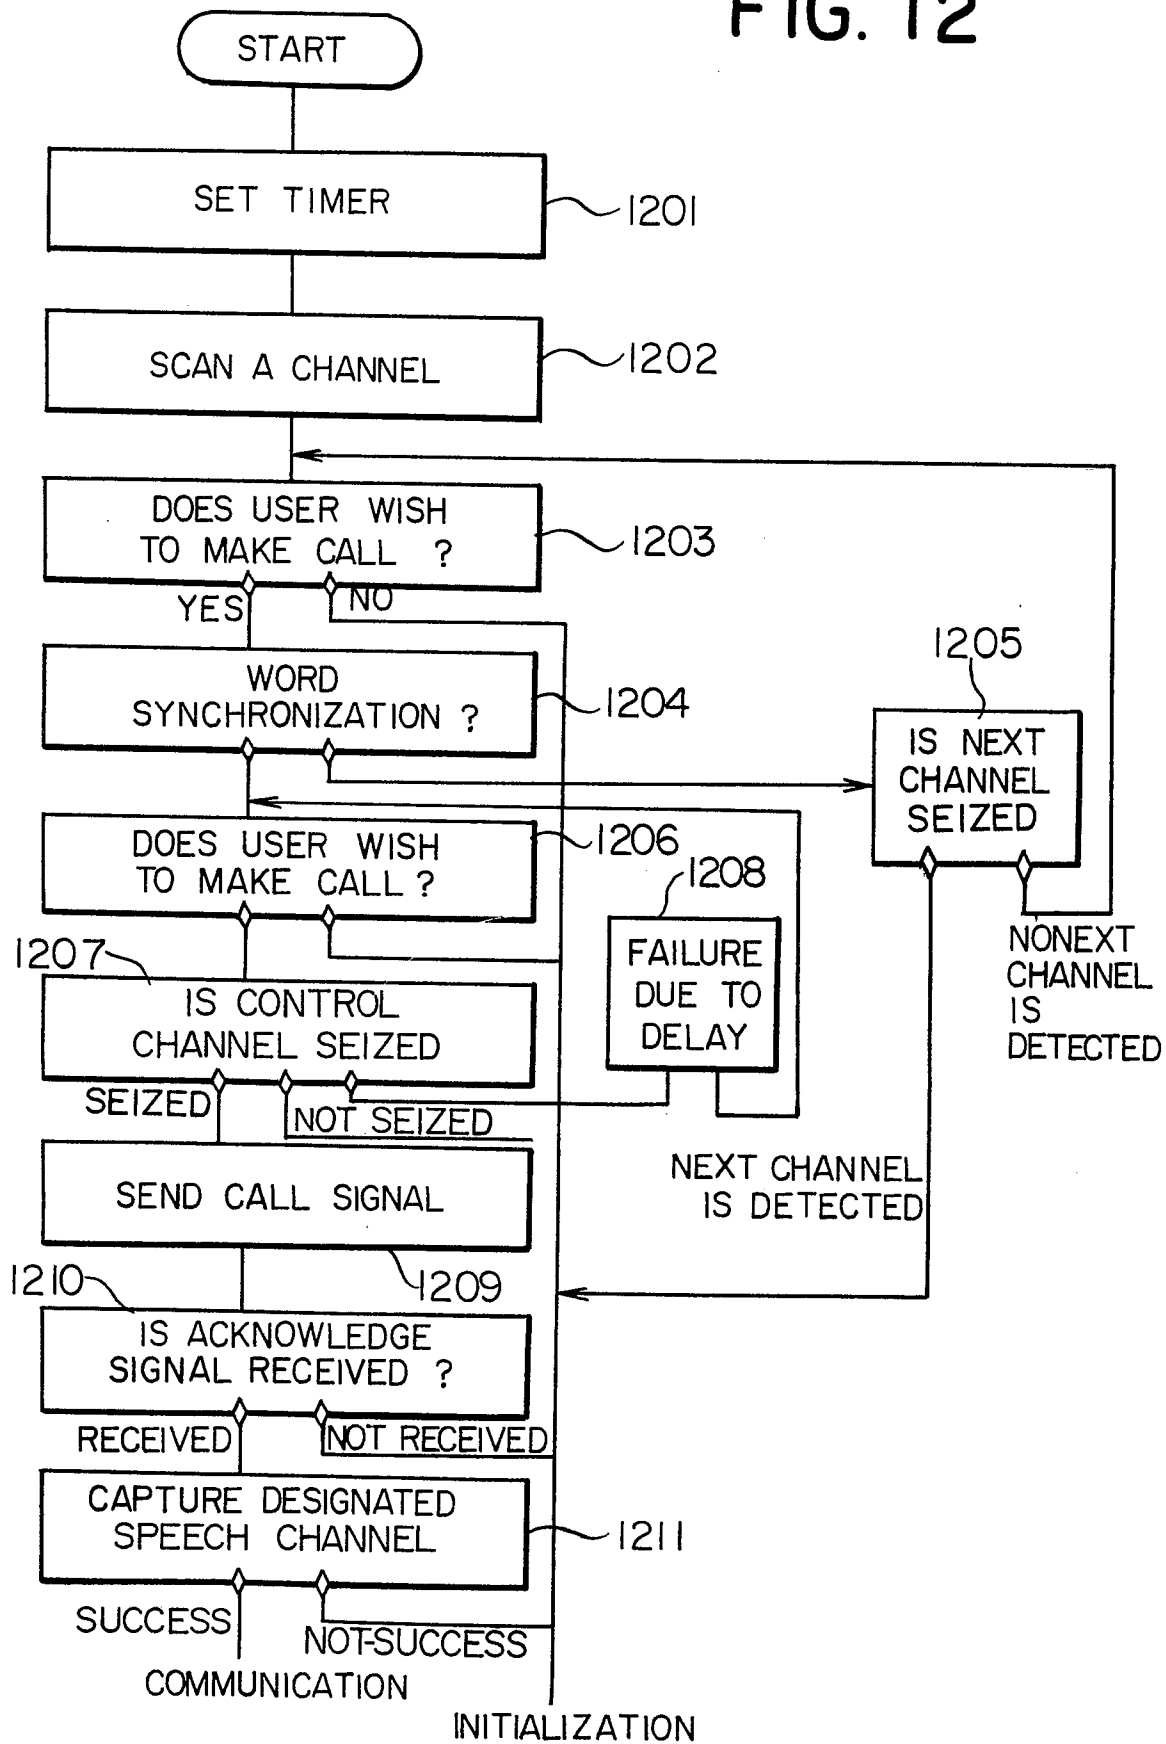 FIG. 12
START
SET TIMER
1201
SCAN A CHANNEL
1202
DOES USER WISH
TO MAKE CALL ?
1203
YES
NO
WORD
SYNCHRONIZATION ?
1204
1205
IS NEXT
CHANNEL
SEIZED
DOES USER WISH
TO MAKE CALL ?
1206
1208
FAILURE
DUE TO
DELAY
NONEXT
CHANNEL
IS
DETECTED
1207
IS CONTROL
CHANNEL SEIZED
SEIZED
NOT SEIZED
NEXT CHANNEL
IS DETECTED
SEND CALL SIGNAL
1209
1210
IS ACKNOWLEDGE
SIGNAL RECEIVED ?
RECEIVED
NOT RECEIVED
CAPTURE DESIGNATED
SPEECH CHANNEL
1211
SUCCESS
NOT-SUCCESS
COMMUNICATION
INITIALIZATION